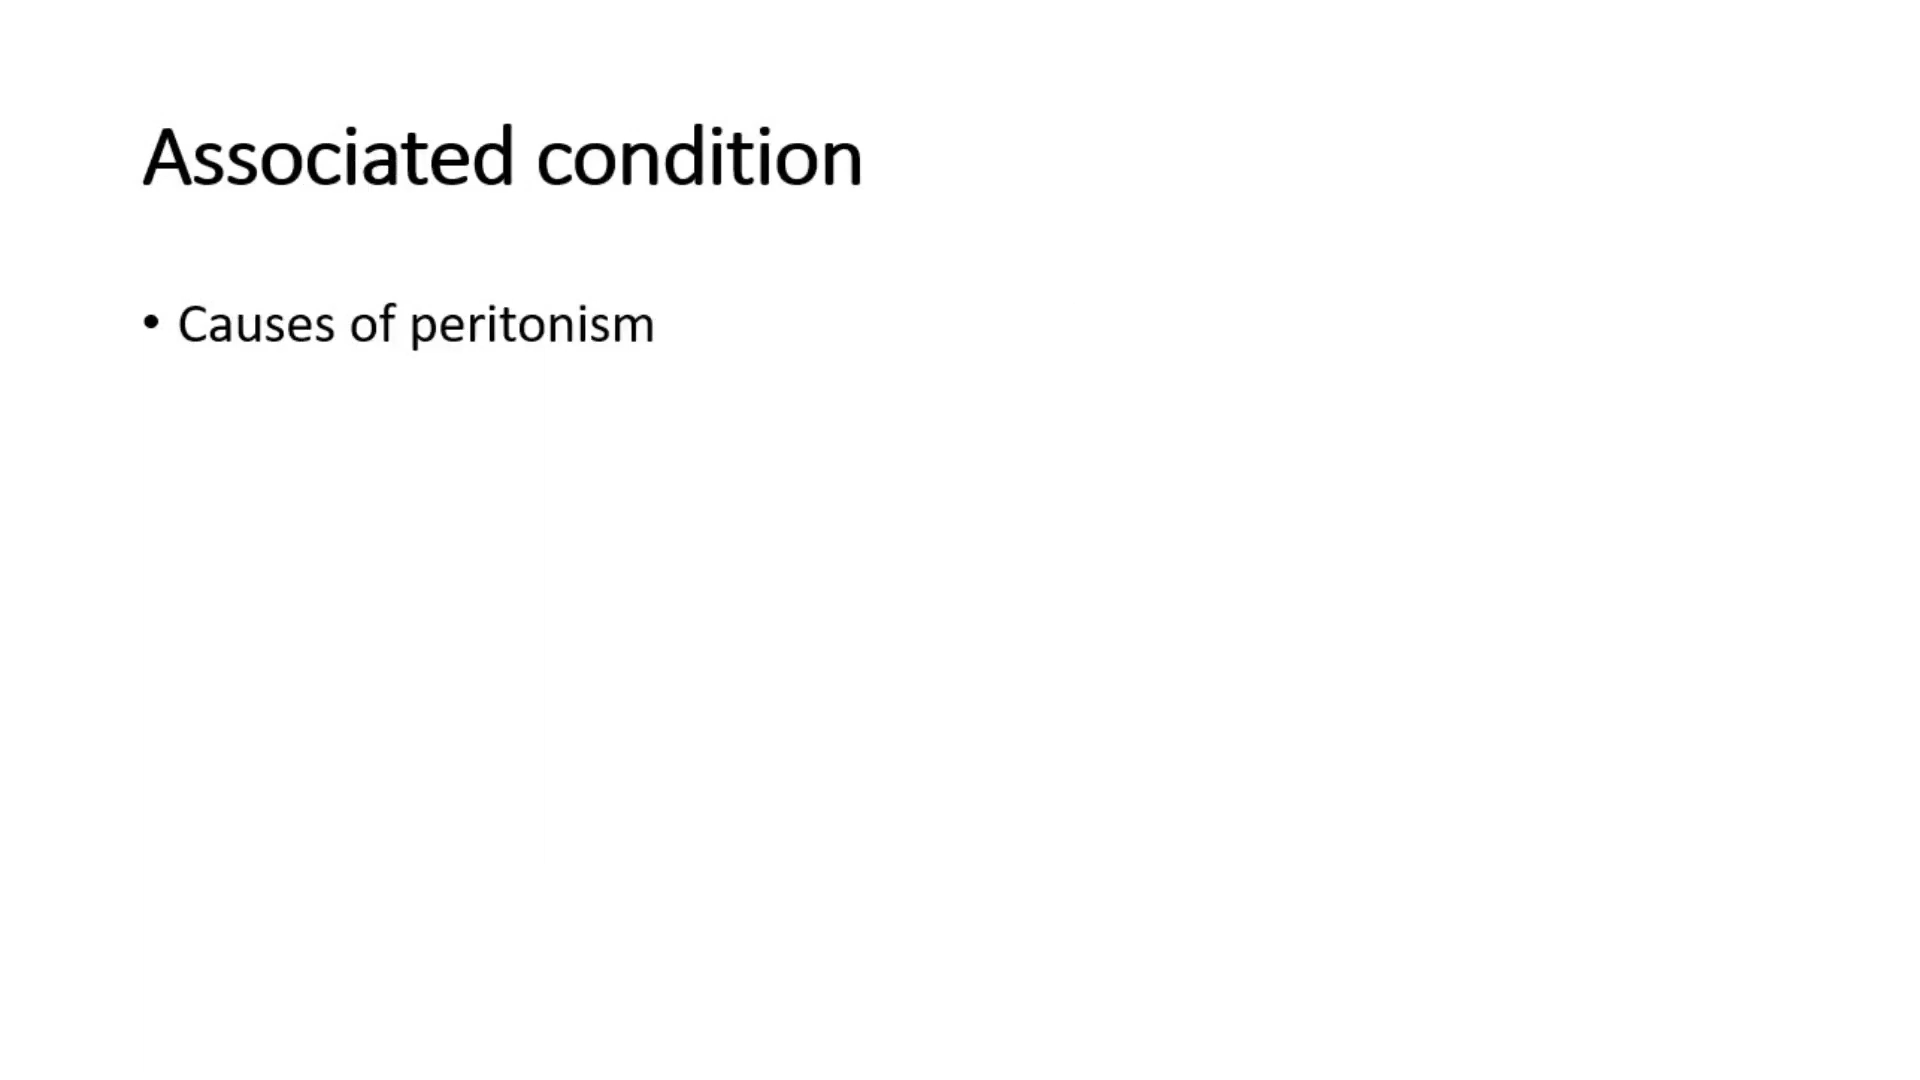 Associated condition
• Causes of peritonism